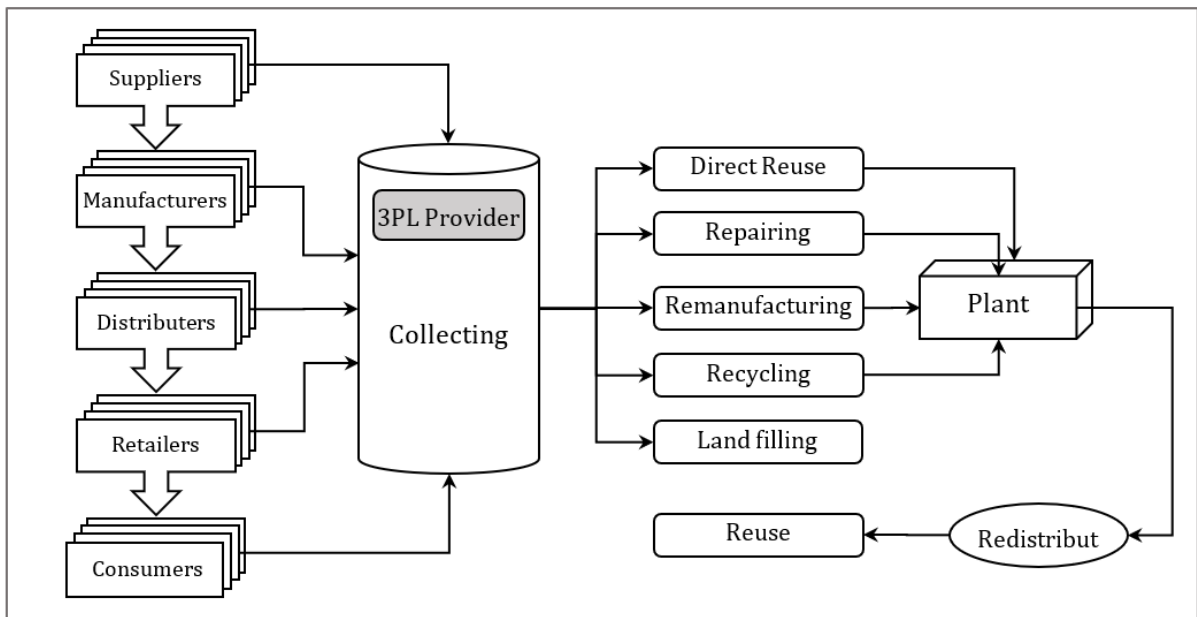 Suppliers
Manufacturers
Distributers
Retailers
Consumers
3PL Provider
Collecting
Direct Reuse
Repairing
Remanufacturing
Recycling
Land filling
Plant
Redistribut
Reuse